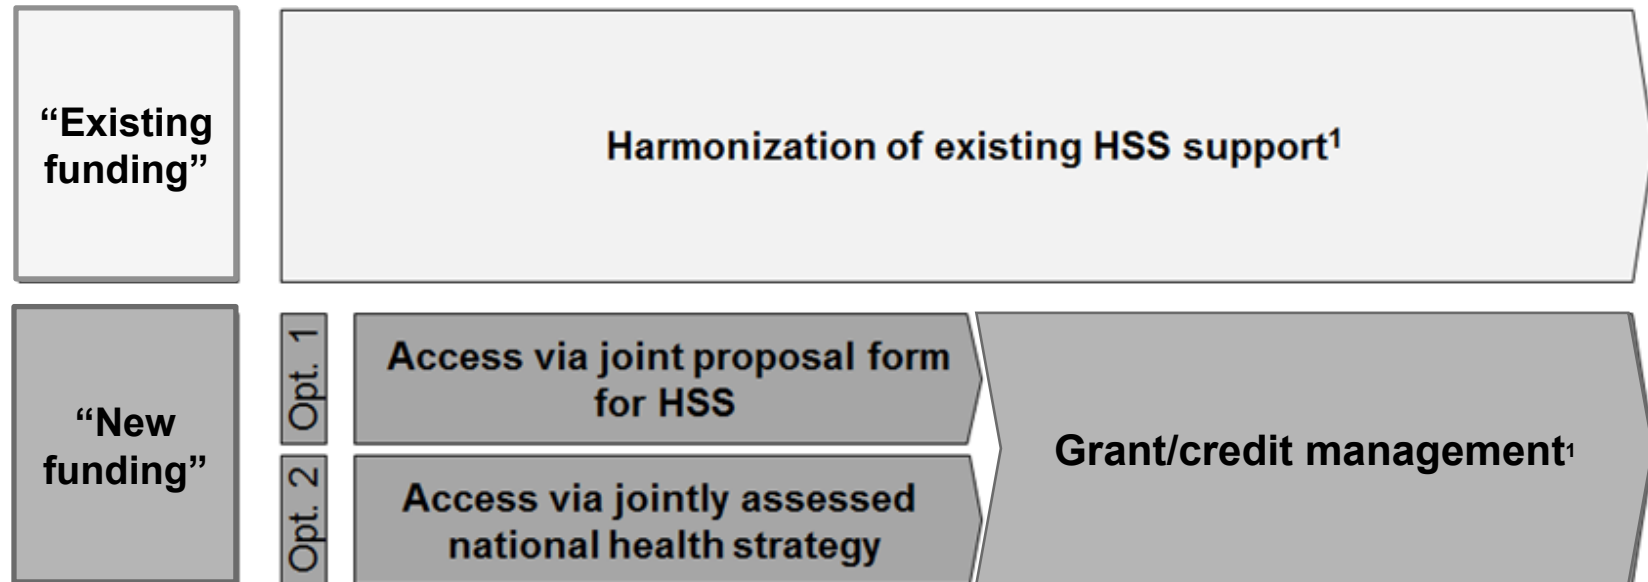 “Existing
funding”
Harmonization of existing HSS support¹
“New
funding”
Opt. 1
Access via joint proposal form
for HSS
Opt. 2
Access via jointly assessed
national health strategy
Grant/credit management¹